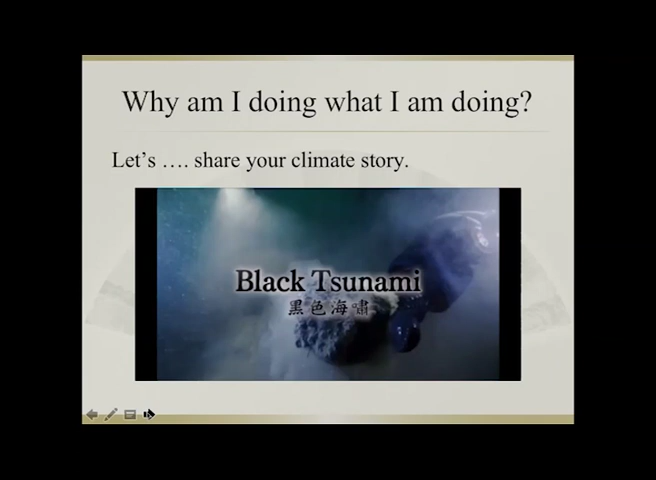 Why am I doing what I am doing?
Let's .... share your climate story.
Black Tsunami
黑色海嘯